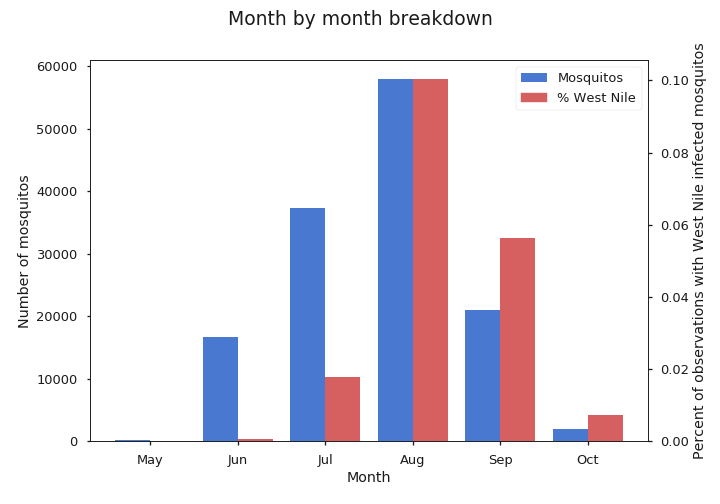 Month by month breakdown
Number of mosquitos
60000
50000
40000
30000
20000
10000
0
Mosquitos
% West Nile
0.10
0.08
0.06
0.04
0.02
0.00
Percent of observations with West Nile infected mosquitos
May Jun Jul Aug Sep Oct
Month